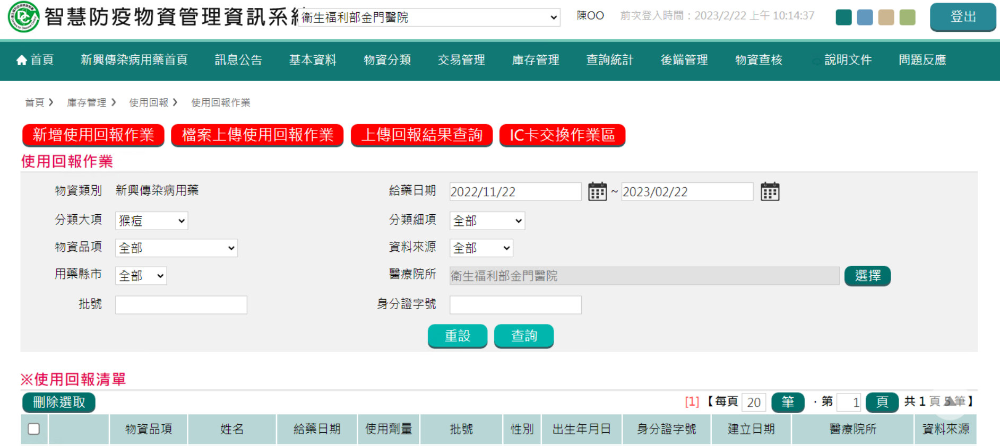 智慧防疫物資管理資訊系 衛生福利部金門醫院 陳OO 前次登入時間：2023/2/22 上午 10:14:37 登出
首頁 新興傳染病用藥首頁 訊息公告 基本資料 物資分類 交易管理 庫存管理 查詢統計 後端管理 物資查核 說明文件 問題反應
首頁 庫存管理 使用回報 使用回報作業
新增使用回報作業 檔案上傳使用回報作業 上傳回報結果查詢 IC卡交換作業區
使用回報作業
物資類別 新興傳染病用藥 給藥日期 2022/11/22 ~ 2023/02/22
分類大項 猴痘 分類細項 全部
物資品項 全部 資料來源 全部
用藥縣市 全部 醫療院所 衛生福利部金門醫院 選擇
批號 身分證字號
重設 查詢
※使用回報清單
刪除選取 [1]【每頁 20 筆 ‧第 1 頁 共 1 頁 5 筆】
物資品項 姓名 給藥日期 使用劑量 批號 性別 出生年月日 身分證字號 建立日期 醫療院所 資料來源